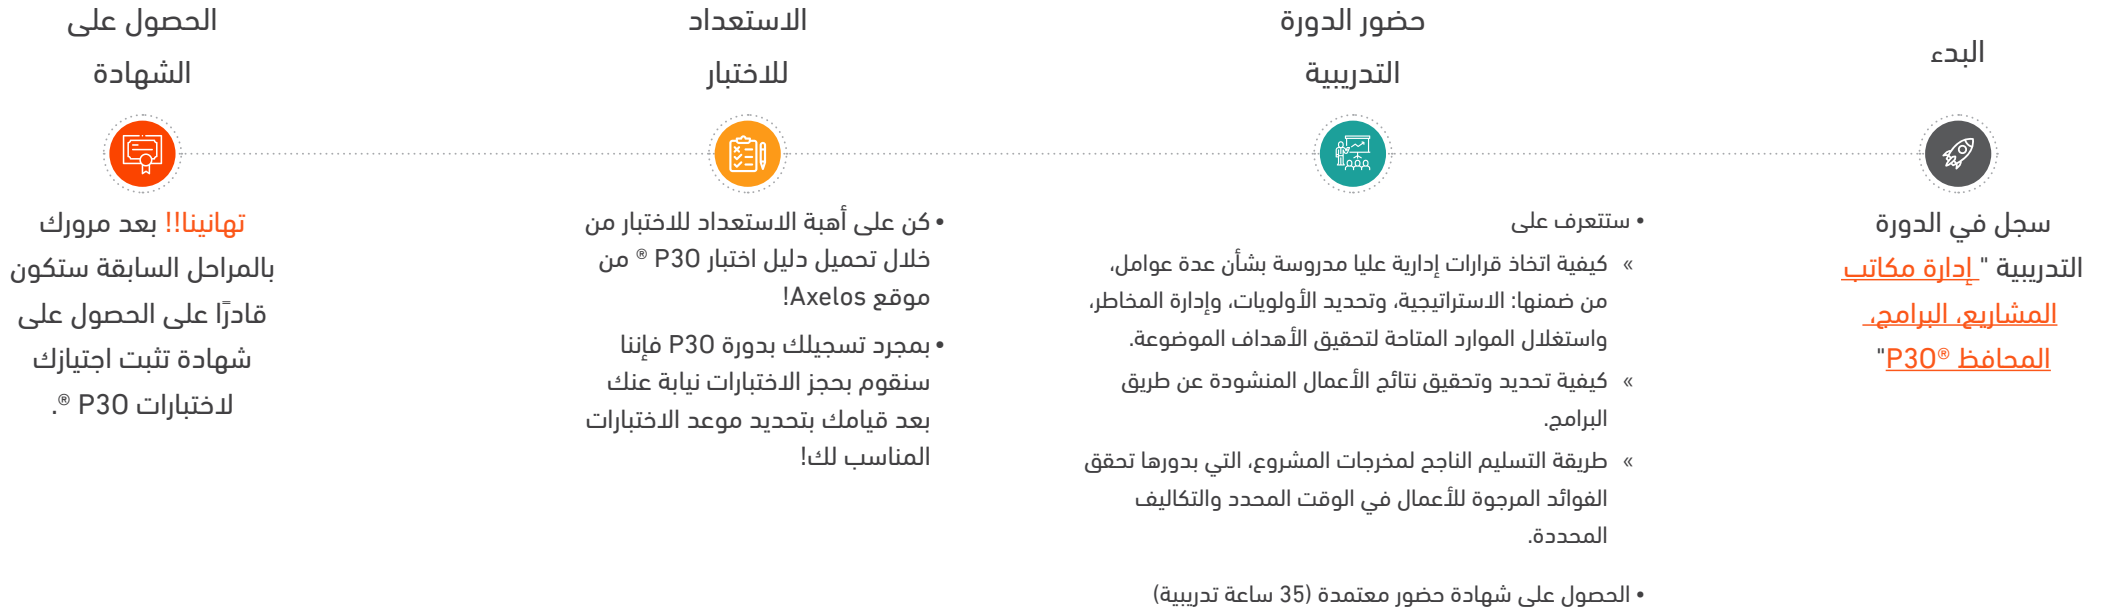 البدء
سجل في الدورة
التدريبية " إدارة مكاتب
المشاريع، البرامج،
المحافظ ®P3O"
حضور الدورة
التدريبية
• ستتعرف على
» كيفية اتخاذ قرارات إدارية عليا مدروسة بشأن عدة عوامل،
من ضمنها: الاستراتيجية، وتحديد الأولويات، وإدارة المخاطر،
واستغلال الموارد المتاحة لتحقيق الأهداف الموضوعة.
» كيفية تحديد وتحقيق نتائج الأعمال المنشودة عن طريق
البرامج.
» طريقة التسليم الناجح لمخرجات المشروع، التي بدورها تحقق
الفوائد المرجوة للأعمال في الوقت المحدد والتكاليف
المحددة.
• الحصول على شهادة حضور معتمدة (35 ساعة تدريبية)
الاستعداد
للاختبار
• كن على أهبة الاستعداد للاختبار من
خلال تحميل دليل اختبار P3O ® من
موقع Axelos!
• بمجرد تسجيلك بدورة P3O فإننا
سنقوم بحجز الاختبارات نيابة عنك
بعد قيامك بتحديد موعد الاختبارات
المناسب لك!
الحصول على
الشهادة
تهانينا!! بعد مرورك
بالمراحل السابقة ستكون
قادرًا على الحصول على
شهادة تثبت اجتيازك
لاختبارات P3O ®.